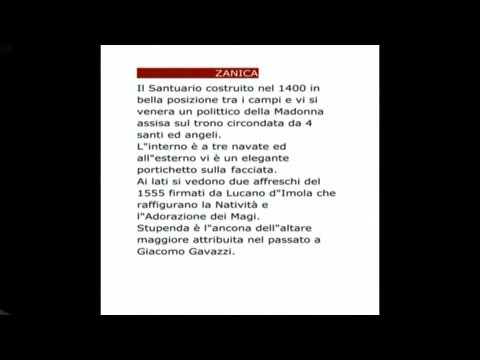 ZANICA
Il Santuario costruito nel 1400 in
bella posizione tra i campi e vi si
venera un polittico della Madonna
assisa sul trono circondata da 4
santi ed angeli.
L"interno è a tre navate ed
all"esterno vi è un elegante
portichetto sulla facciata.
Ai lati si vedono due affreschi del
1555 firmati da Lucano d"Imola che
raffigurano la Natività e
l"Adorazione dei Magi.
Stupenda è l"ancona dell"altare
maggiore attribuita nel passato a
Giacomo Gavazzi.